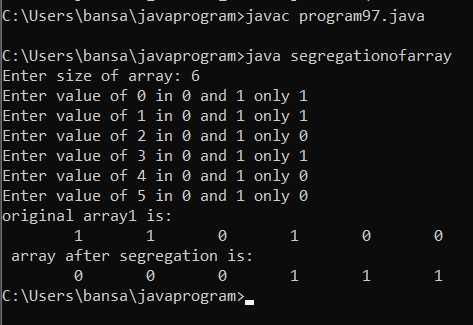 C:\Users\bansa\javaprogram>javac program97.java
C:\Users\bansa\javaprogram>java segregationofarray
Enter size of array: 6
Enter value of 0 in 0 and 1 only 1
Enter value of 1 in 0 and 1 only 1
Enter value of 2 in 0 and 1 only 0
Enter value of 3 in 0 and 1 only 1
Enter value of 4 in 0 and 1 only 0
Enter value of 5 in 0 and 1 only 0
original array1 is:
1 1 0 1 0 0
array after segregation is:
0 0 0 1 1 1
C:\Users\bansa\javaprogram>